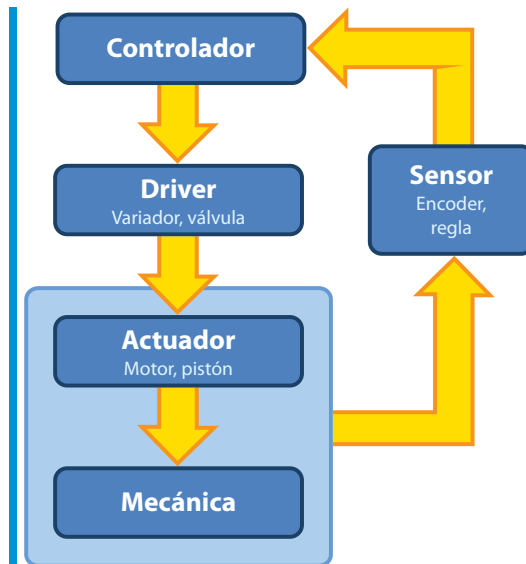 Controlador
Driver
Variador, válvula
Sensor
Encoder,
regla
Actuador
Motor, pistón
Mecánica